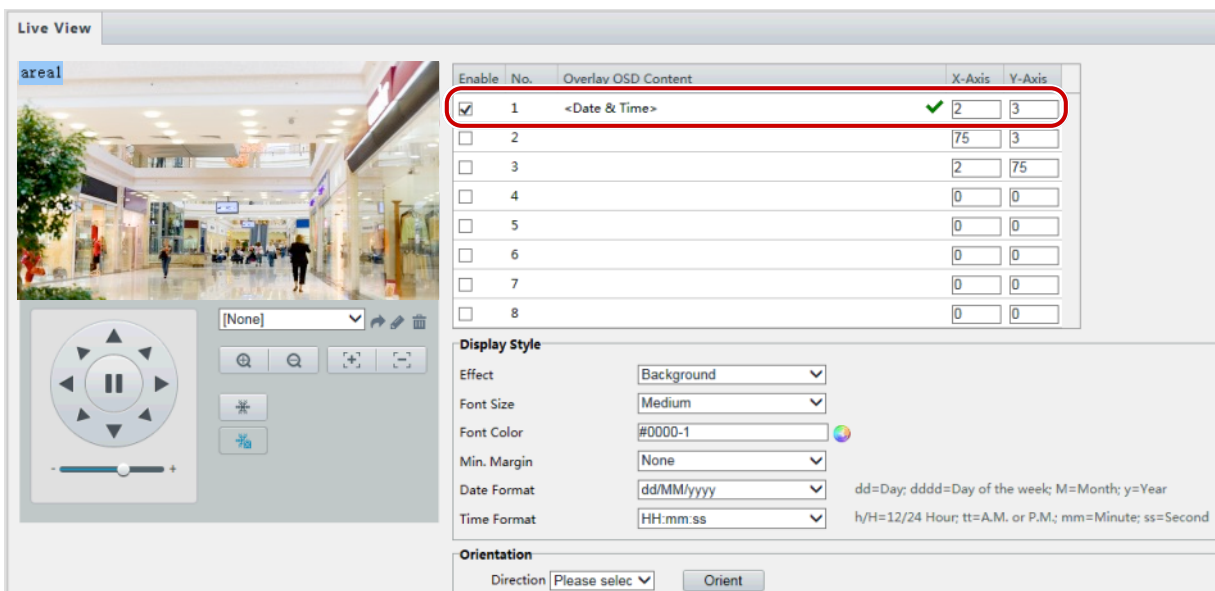 Live View
area1
Enable No. Overlay OSD Content X-Axis Y-Axis
1 <Date & Time> 2 3
2 75 3
3 2 75
4 0 0
5 0 0
6 0 0
7 0 0
8 0 0
[None]
- +
Display Style
Effect Background
Font Size Medium
Font Color #0000-1
Min. Margin None
Date Format dd/MM/yyyy dd=Day; dddd=Day of the week; M=Month; y=Year
Time Format HH:mm:ss h/H=12/24 Hour; tt=A.M. or P.M.; mm=Minute; ss=Second
Orientation
Direction Please selec Orient